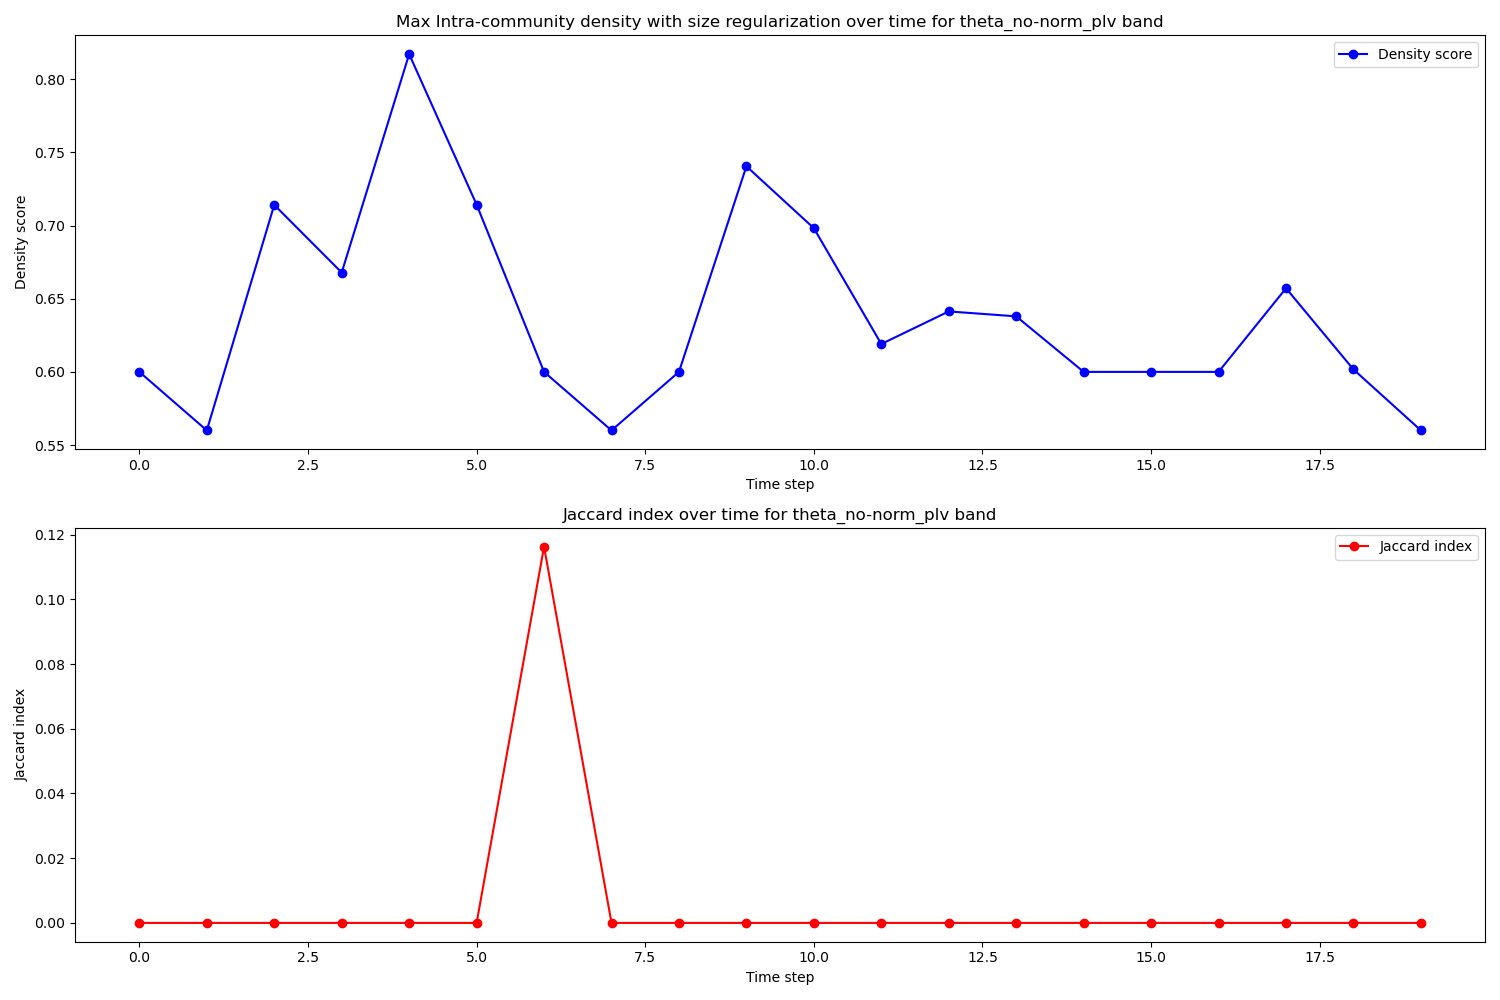 Max Intra-community density with size regularization over time for theta_no-norm_plv band
Density score
0.80
0.75
0.70
0.65
0.60
0.55
Density score
0.0 2.5 5.0 7.5 10.0 12.5 15.0 17.5
Time step
Jaccard index over time for theta_no-norm_plv band
Jaccard index
0.12
0.10
0.08
0.06
0.04
0.02
0.00
Jaccard index
0.0 2.5 5.0 7.5 10.0 12.5 15.0 17.5
Time step